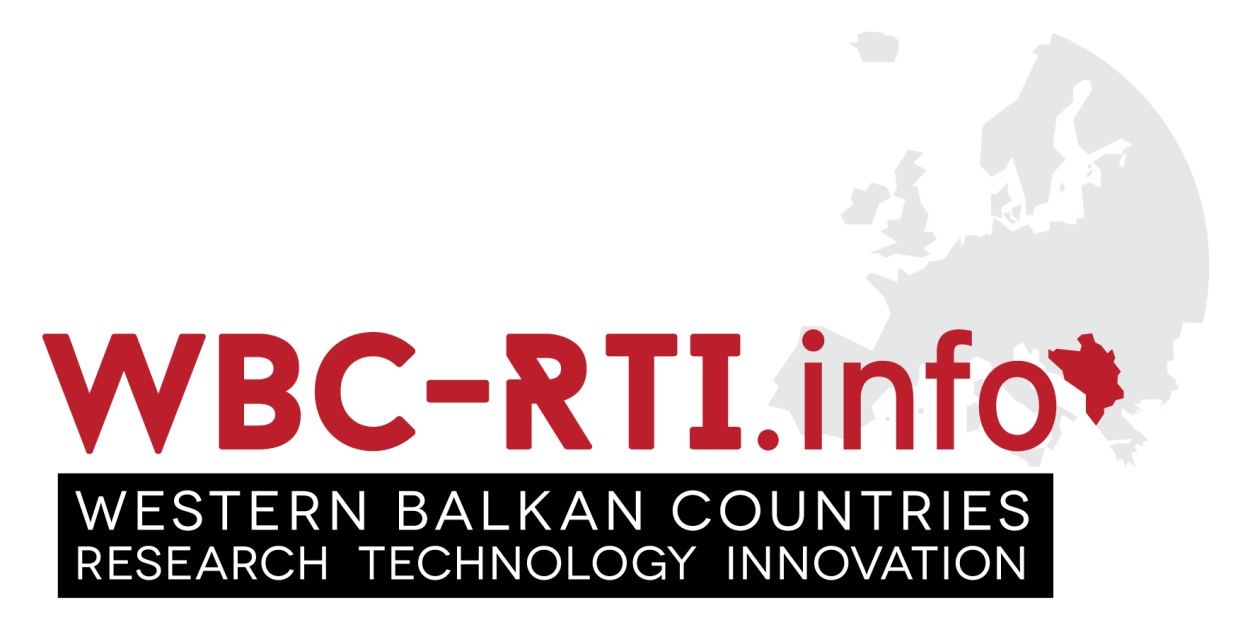 WBC-RTI.info
WESTERN BALKAN COUNTRIES
RESEARCH TECHNOLOGY INNOVATION